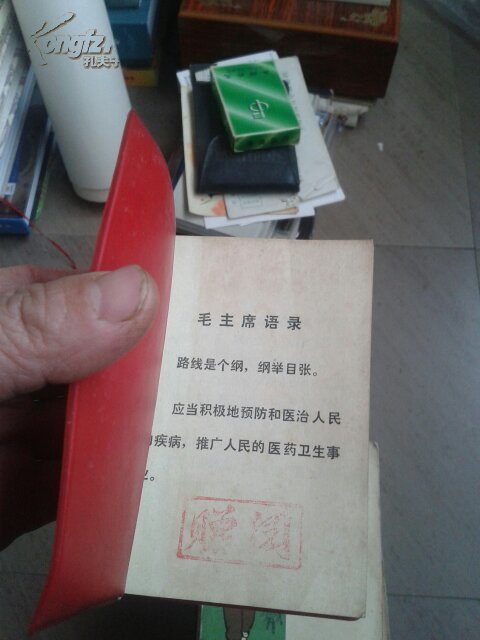 Kongfz.
孔夫子
毛主席语录
路线是个纲，纲举目张。
应当积极地预防和医治人民
的疾病，推广人民的医药卫生事
业。